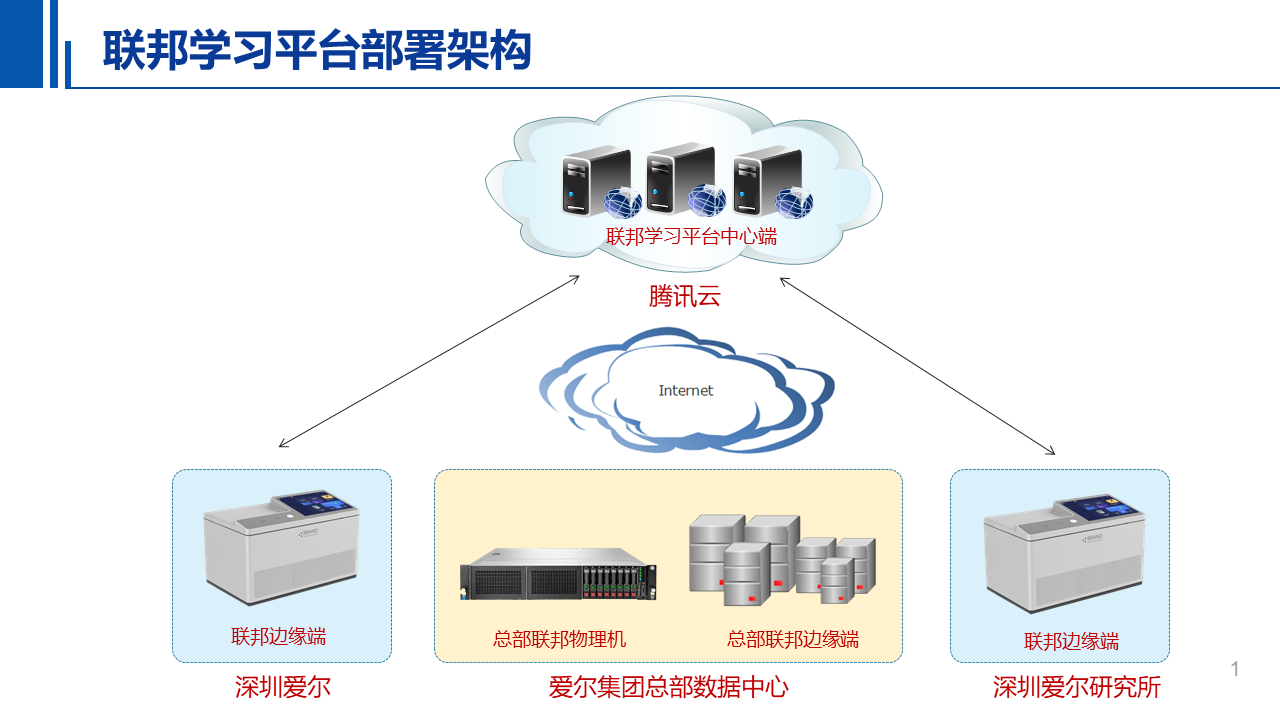 联邦学习平台部署架构
联邦学习平台中心端
腾讯云
Internet
联邦边缘端
总部联邦物理机
总部联邦边缘端
联邦边缘端
深圳爱尔
爱尔集团总部数据中心
深圳爱尔研究所
1